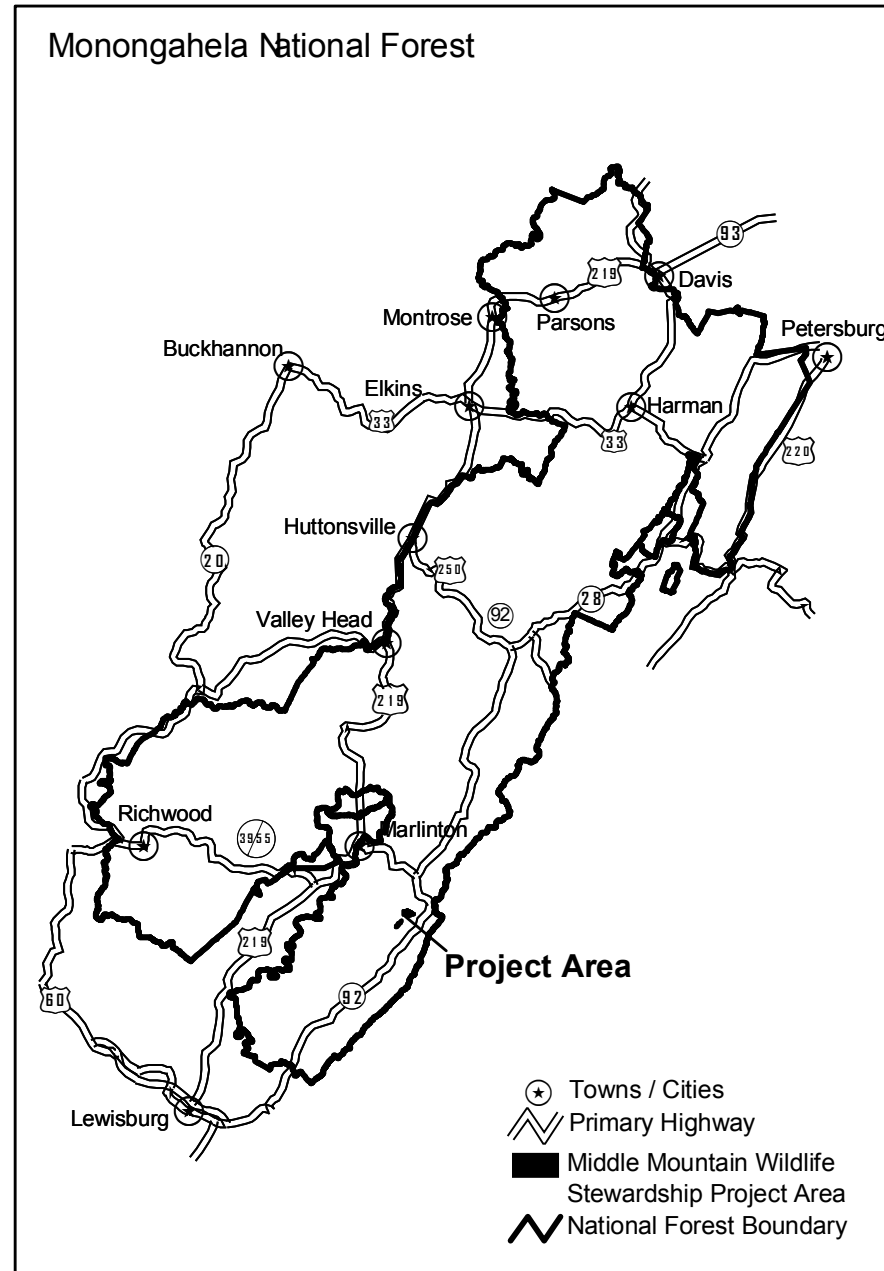 Monongahela National Forest
93
219
Davis
Montrose
Parsons
Petersburg
Buckhannon
Elkins
33
Harman
33
220
Huttonsville
20
250
28
92
Valley Head
219
Richwood
39/55
Marlinton
219
Project Area
92
60
Lewisburg
Towns / Cities
Primary Highway
Middle Mountain Wildlife
Stewardship Project Area
National Forest Boundary